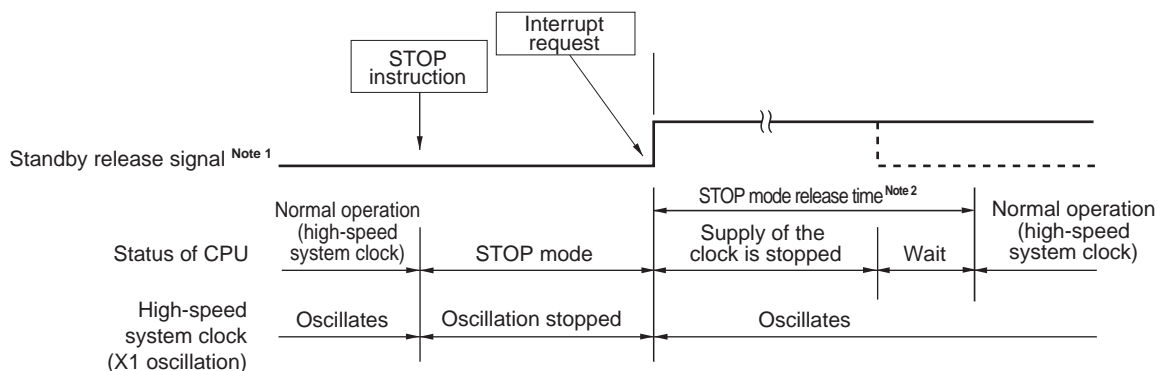 Interrupt
request
STOP
instruction
Standby release signal Note 1
STOP mode release time Note 2
Normal operation
(high-speed
system clock)
Supply of the
clock is stopped
Normal operation
(high-speed
system clock)
Status of CPU
STOP mode
Wait
High-speed
system clock
(X1 oscillation)
Oscillates
Oscillation stopped
Oscillates